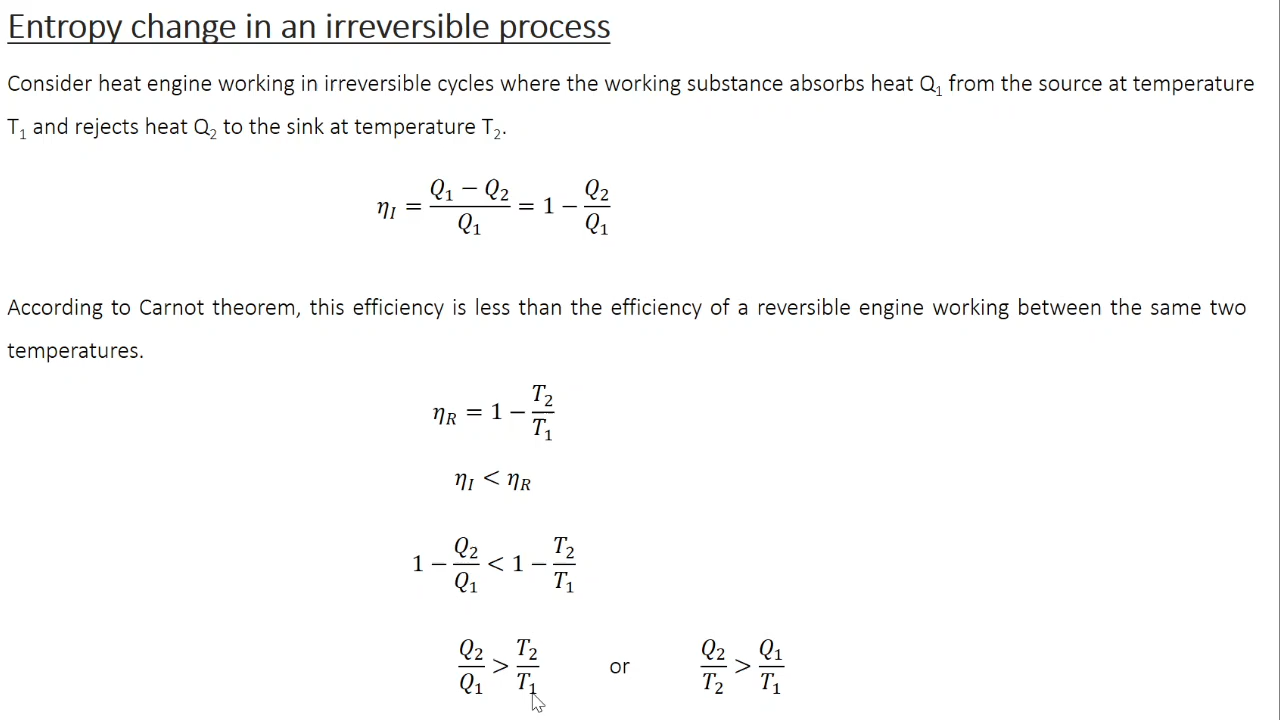 Entropy change in an irreversible process
Consider heat engine working in irreversible cycles where the working substance absorbs heat Q₁ from the source at temperature
T₁ and rejects heat Q₂ to the sink at temperature T₂.
η_I = (Q₁ − Q₂)/Q₁ = 1 − Q₂/Q₁
According to Carnot theorem, this efficiency is less than the efficiency of a reversible engine working between the same two
temperatures.
η_R = 1 − T₂/T₁
η_I < η_R
1 − Q₂/Q₁ < 1 − T₂/T₁
Q₂/Q₁ > T₂/T₁ or Q₂/T₂ > Q₁/T₁